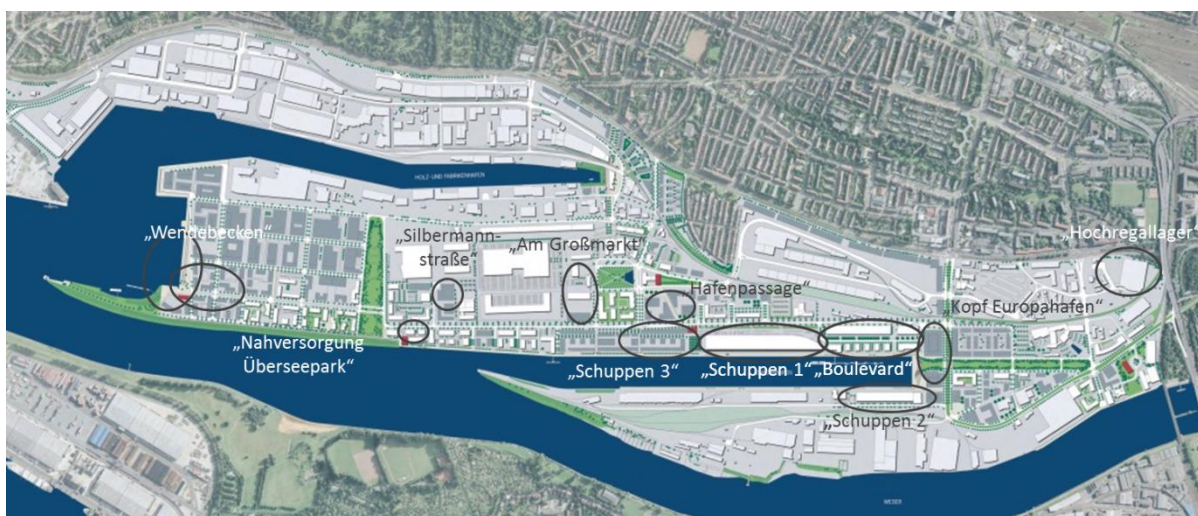 HOLZ- UND FABRIKENHAFEN
„Wendebecken“
„Silbermann-
straße“
„Am Großmarkt“
„Hochregallager“
Hafenpassage“
„Kopf Europahafen“
„Nahversorgung
Überseepark“
„Schuppen 3“
„Schuppen 1“
„Boulevard“
„Schuppen 2“
WESER